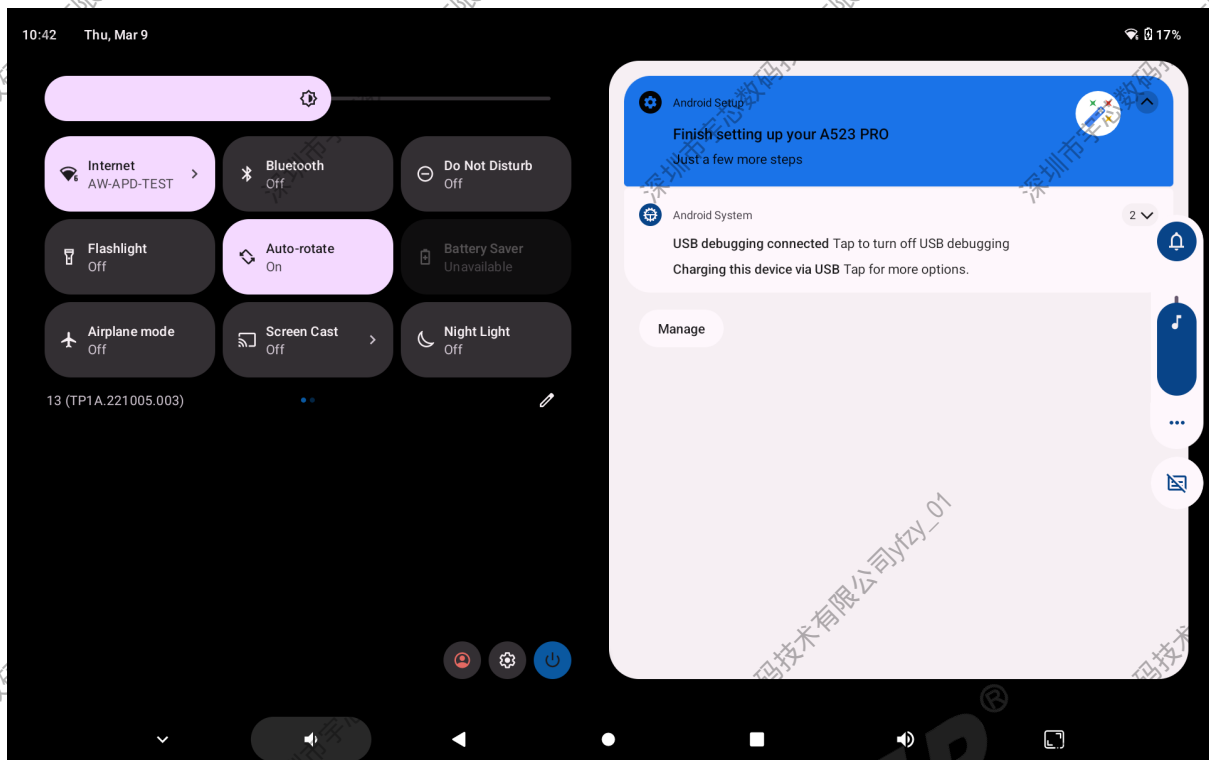 10:42 Thu, Mar 9
17%
Internet
AW-APD-TEST
Bluetooth
Off
Do Not Disturb
Off
Flashlight
Off
Auto-rotate
On
Battery Saver
Unavailable
Airplane mode
Off
Screen Cast
Off
Night Light
Off
13 (TP1A.221005.003)
Android Setup
Finish setting up your A523 PRO
Just a few more steps
Android System
2
USB debugging connected Tap to turn off USB debugging
Charging this device via USB Tap for more options.
Manage
码技术有限公司yfzy_01